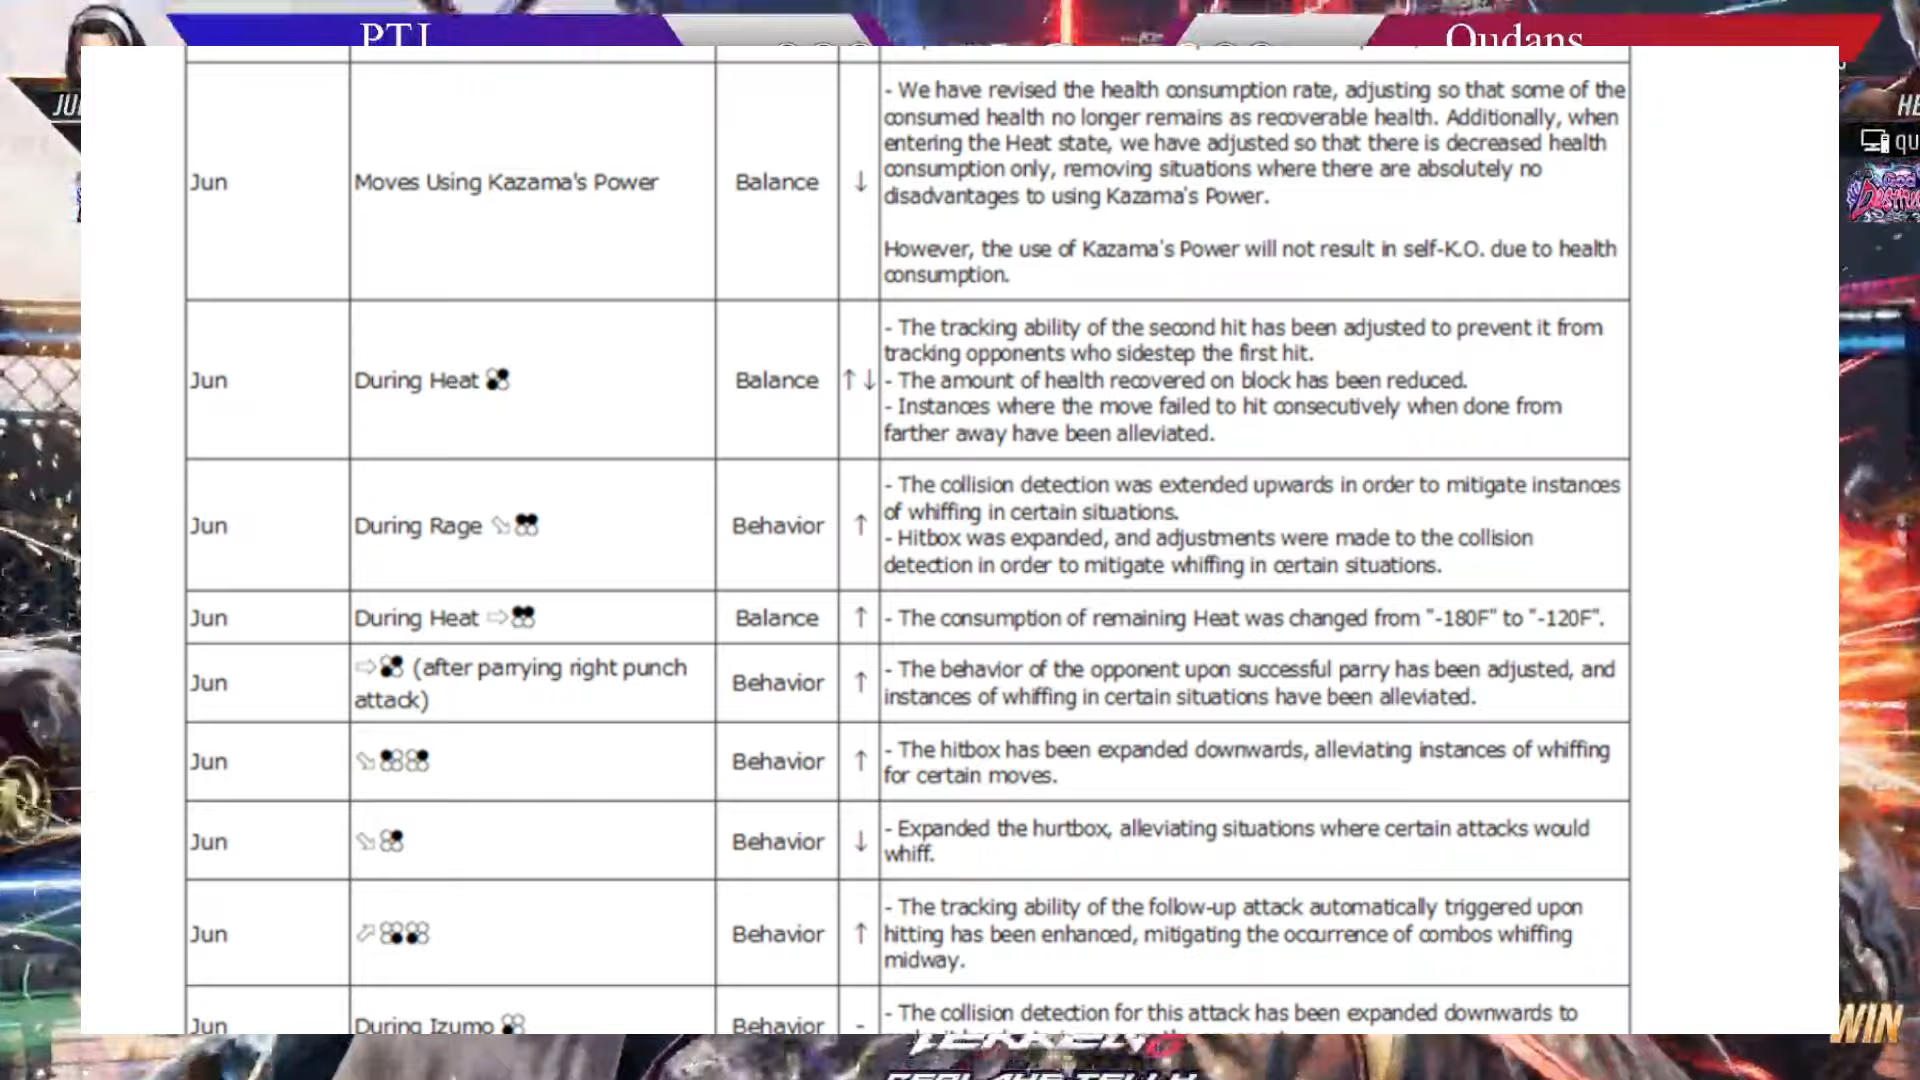 PTJ
Qudans
JU
HE
qu
God
Destru
- We have revised the health consumption rate, adjusting so that some of the
consumed health no longer remains as recoverable health. Additionally, when
entering the Heat state, we have adjusted so that there is decreased health
Jun Moves Using Kazama's Power Balance ↓ consumption only, removing situations where there are absolutely no
disadvantages to using Kazama's Power.
However, the use of Kazama's Power will not result in self-K.O. due to health
consumption.
- The tracking ability of the second hit has been adjusted to prevent it from
tracking opponents who sidestep the first hit.
Jun During Heat Balance ↑↓ - The amount of health recovered on block has been reduced.
- Instances where the move failed to hit consecutively when done from
farther away have been alleviated.
- The collision detection was extended upwards in order to mitigate instances
of whiffing in certain situations.
Jun During Rage Behavior ↑
- Hitbox was expanded, and adjustments were made to the collision
detection in order to mitigate whiffing in certain situations.
Jun During Heat ⇨ Balance ↑ - The consumption of remaining Heat was changed from "-180F" to "-120F".
⇨ (after parrying right punch
attack)
Jun Behavior ↑ - The behavior of the opponent upon successful parry has been adjusted, and
instances of whiffing in certain situations have been alleviated.
Jun Behavior ↑ - The hitbox has been expanded downwards, alleviating instances of whiffing
for certain moves.
Jun Behavior ↓ - Expanded the hurtbox, alleviating situations where certain attacks would
whiff.
Jun Behavior ↑ - The tracking ability of the follow-up attack automatically triggered upon
hitting has been enhanced, mitigating the occurrence of combos whiffing
midway.
Jun During Izumo Behavior - - The collision detection for this attack has been expanded downwards to
WIN
TEKKEN 8